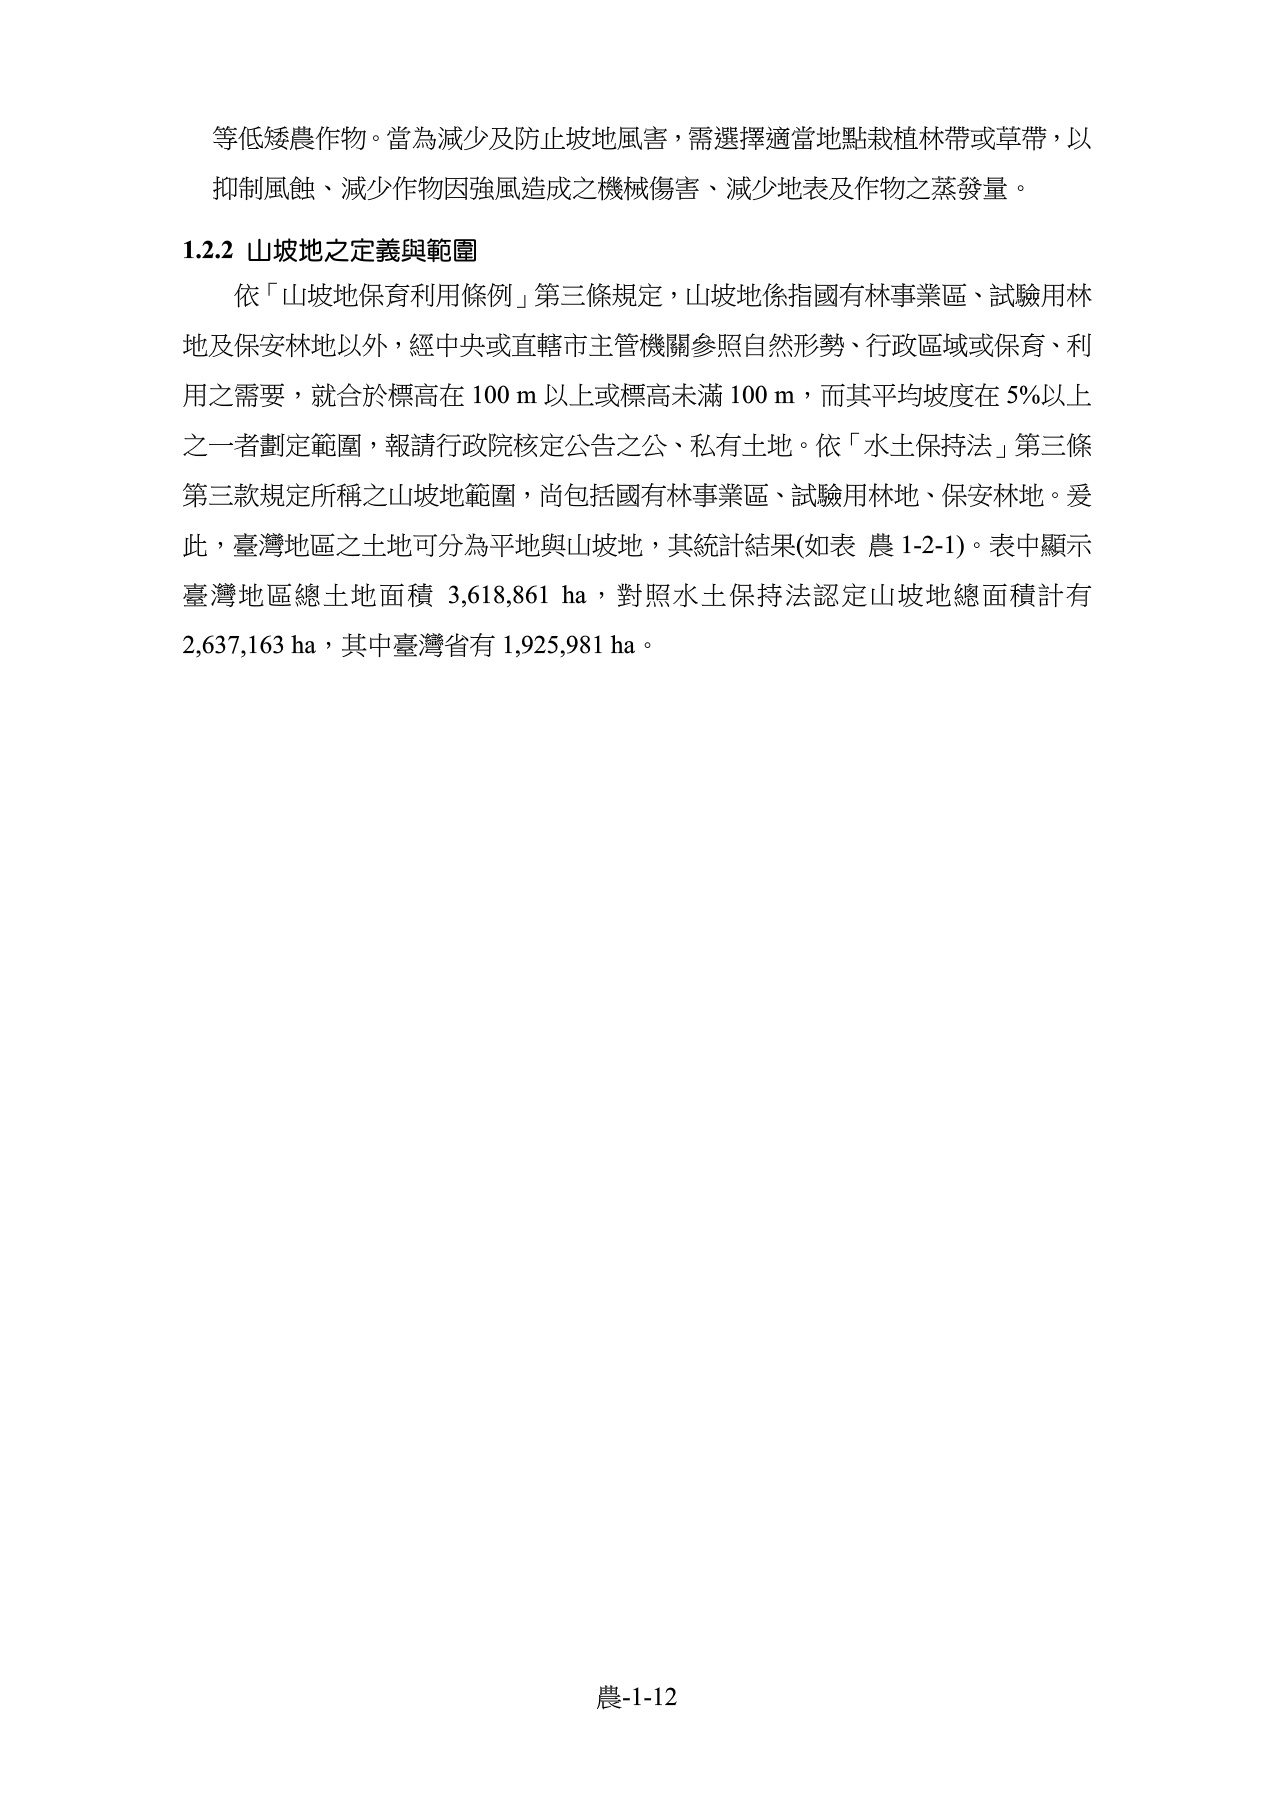 等低矮農作物。當為減少及防止坡地風害，需選擇適當地點栽植林帶或草帶，以
抑制風蝕、減少作物因強風造成之機械傷害、減少地表及作物之蒸發量。
1.2.2 山坡地之定義與範圍
依「山坡地保育利用條例」第三條規定，山坡地係指國有林事業區、試驗用林
地及保安林地以外，經中央或直轄市主管機關參照自然形勢、行政區域或保育、利
用之需要，就合於標高在 100 m 以上或標高未滿 100 m，而其平均坡度在 5%以上
之一者劃定範圍，報請行政院核定公告之公、私有土地。依「水土保持法」第三條
第三款規定所稱之山坡地範圍，尚包括國有林事業區、試驗用林地、保安林地。爰
此，臺灣地區之土地可分為平地與山坡地，其統計結果(如表 農 1-2-1)。表中顯示
臺灣地區總土地面積 3,618,861 ha，對照水土保持法認定山坡地總面積計有
2,637,163 ha，其中臺灣省有 1,925,981 ha。
農-1-12